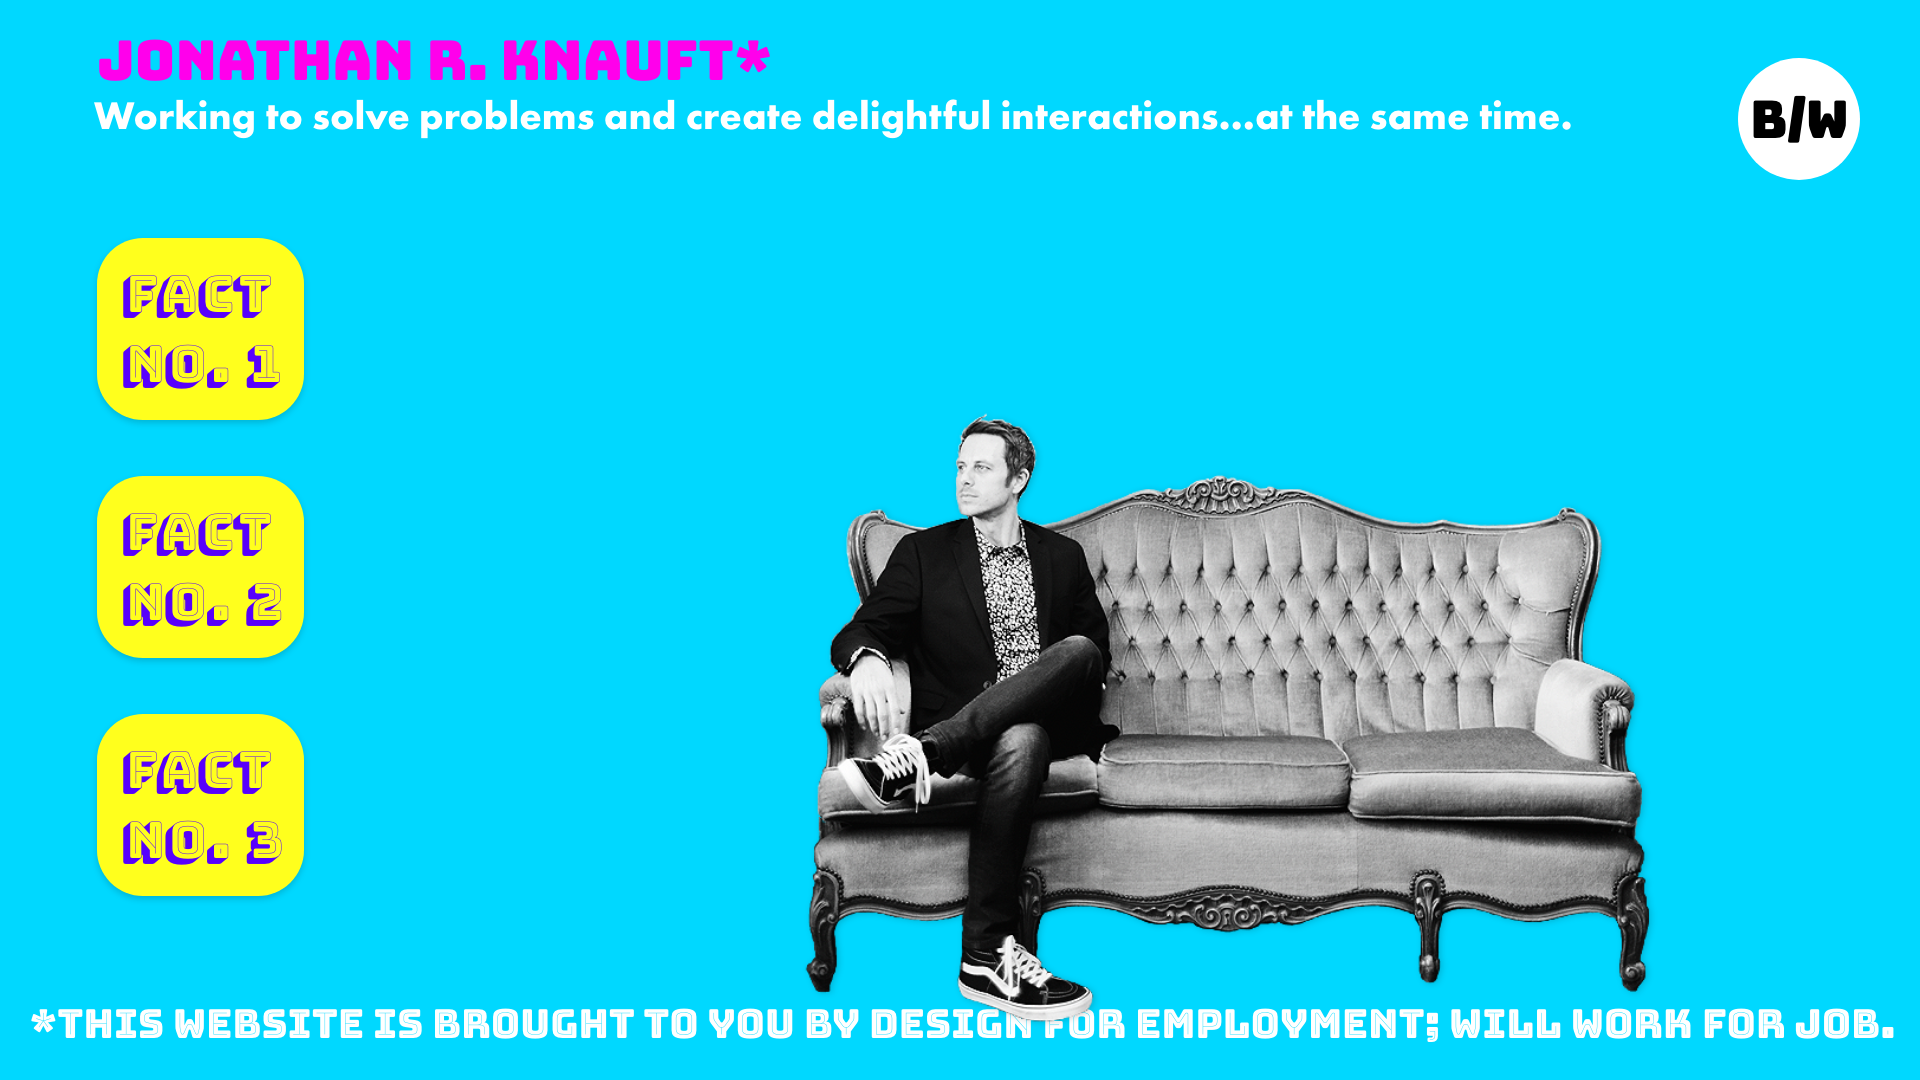 JONATHAN R. KNAUFT*
Working to solve problems and create delightful interactions...at the same time.
B/W
FACT
NO. 1
FACT
NO. 2
FACT
NO. 3
*THIS WEBSITE IS BROUGHT TO YOU BY DESIGN FOR EMPLOYMENT; WILL WORK FOR JOB.